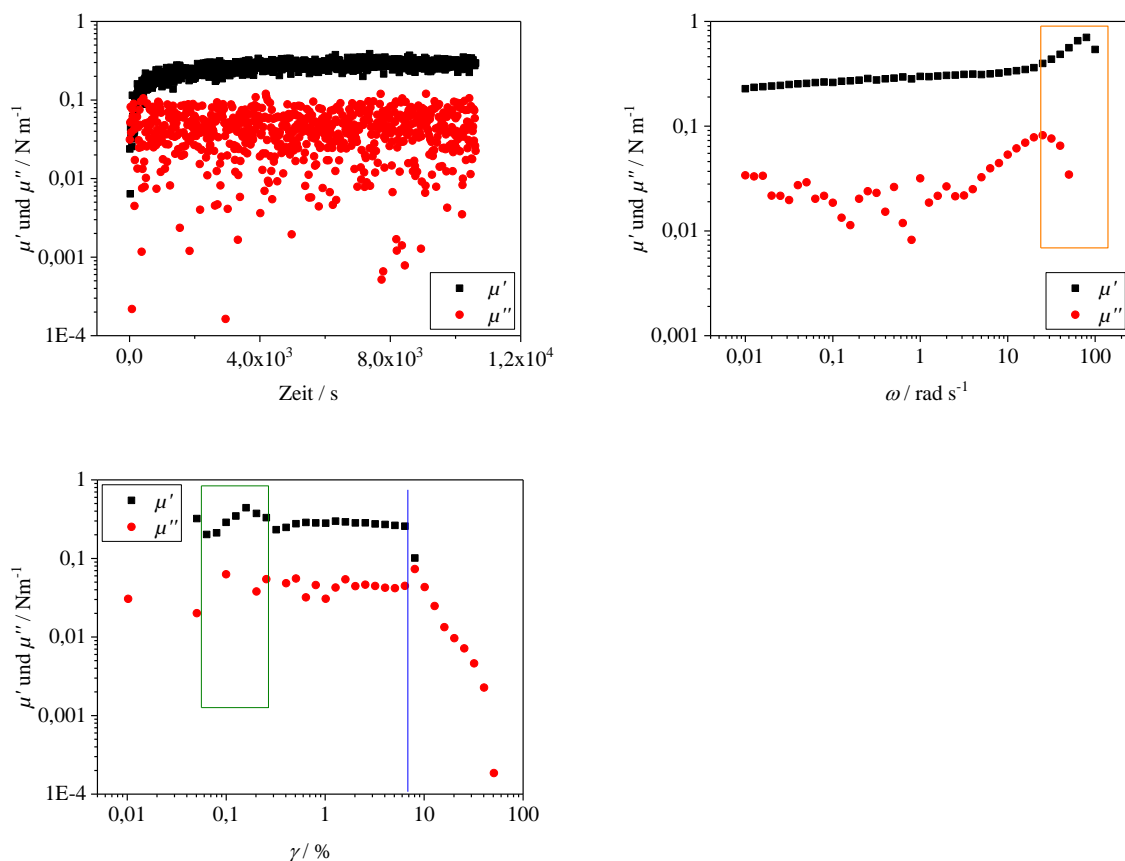 1
0,1
0,01
0,001
1E-4
μ' und μ'' / N m-1
μ'
μ''
0,0 4,0x10³ 8,0x10³ 1,2x10⁴
Zeit / s
1
0,1
0,01
0,001
μ' und μ'' / N m-1
μ'
μ''
0,01 0,1 1 10 100
ω / rad s-1
1
0,1
0,01
0,001
1E-4
μ' und μ'' / Nm-1
μ'
μ''
0,01 0,1 1 10 100
γ / %